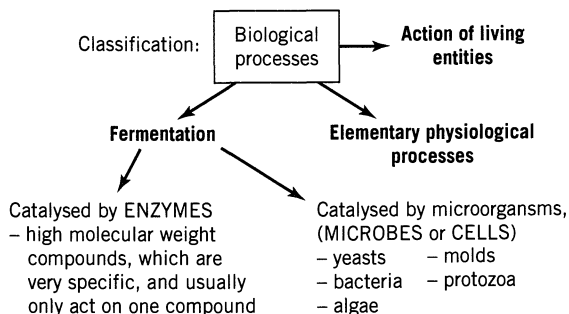 Classification:
Biological
processes
Action of living
entities
Fermentation
Elementary physiological
processes
Catalysed by ENZYMES
– high molecular weight
compounds, which are
very specific, and usually
only act on one compound
Catalysed by microorgansms,
(MICROBES or CELLS)
– yeasts – molds
– bacteria – protozoa
– algae